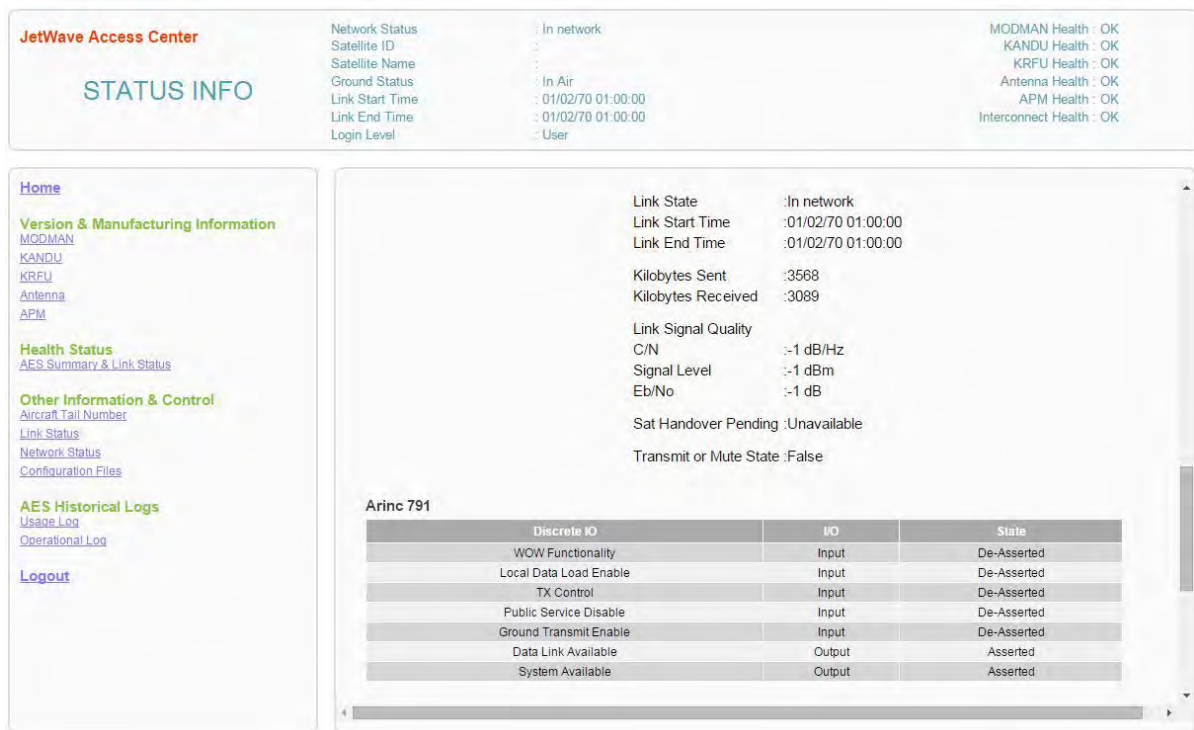 JetWave Access Center
STATUS INFO
Network Status : In network
Satellite ID :
Satellite Name :
Ground Status : In Air
Link Start Time : 01/02/70 01:00:00
Link End Time : 01/02/70 01:00:00
Login Level : User
MODMAN Health : OK
KANDU Health : OK
KRFU Health : OK
Antenna Health : OK
APM Health : OK
Interconnect Health : OK
Home
Version & Manufacturing Information
MODMAN
KANDU
KRFU
Antenna
APM
Health Status
AES Summary & Link Status
Other Information & Control
Aircraft Tail Number
Link Status
Network Status
Configuration Files
AES Historical Logs
Usage Log
Operational Log
Logout
Link State :In network
Link Start Time :01/02/70 01:00:00
Link End Time :01/02/70 01:00:00
Kilobytes Sent :3568
Kilobytes Received :3089
Link Signal Quality
C/N :-1 dB/Hz
Signal Level :-1 dBm
Eb/No :-1 dB
Sat Handover Pending :Unavailable
Transmit or Mute State :False
Arinc 791
Discrete IO I/O State
WOW Functionality Input De-Asserted
Local Data Load Enable Input De-Asserted
TX Control Input De-Asserted
Public Service Disable Input De-Asserted
Ground Transmit Enable Input De-Asserted
Data Link Available Output Asserted
System Available Output Asserted